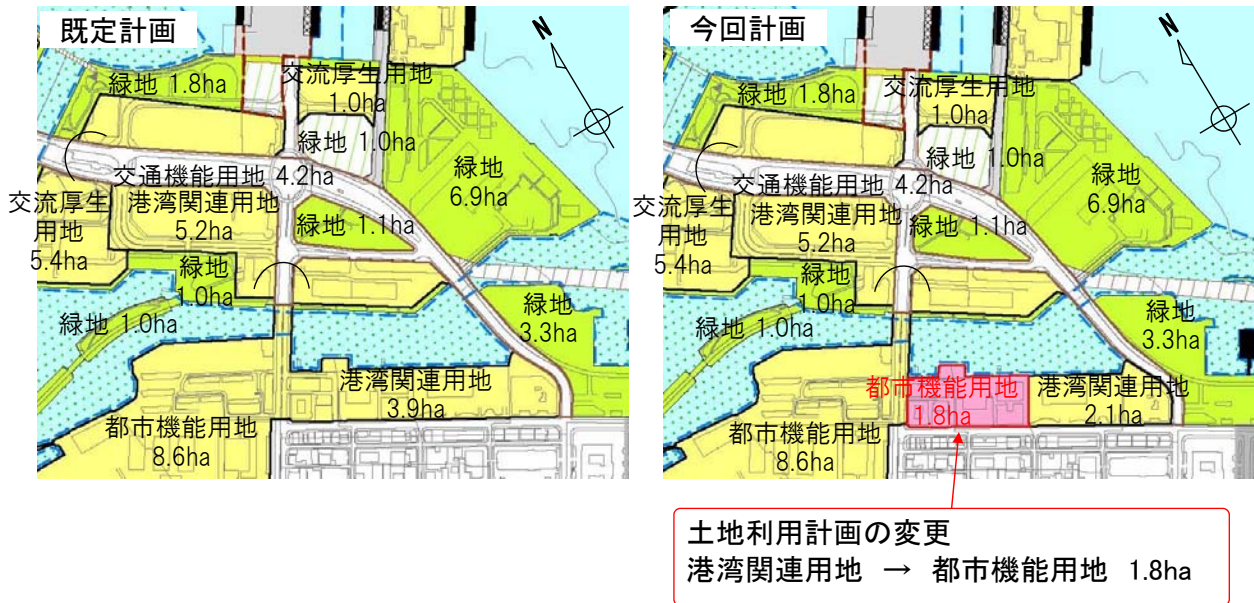 既定計画
N
緑地 1.8ha
交流厚生用地
1.0ha
緑地 1.0ha
緑地
6.9ha
交通機能用地 4.2ha
交流厚生
用地
5.4ha
港湾関連用地
5.2ha
緑地 1.1ha
緑地
1.0ha
緑地 1.0ha
緑地
3.3ha
港湾関連用地
3.9ha
都市機能用地
8.6ha
今回計画
N
緑地 1.8ha
交流厚生用地
1.0ha
緑地 1.0ha
緑地
6.9ha
交通機能用地 4.2ha
交流厚生
用地
5.4ha
港湾関連用地
5.2ha
緑地 1.1ha
緑地
1.0ha
緑地 1.0ha
緑地
3.3ha
都市機能用地
1.8ha
港湾関連用地
2.1ha
都市機能用地
8.6ha
土地利用計画の変更
港湾関連用地 → 都市機能用地 1.8ha